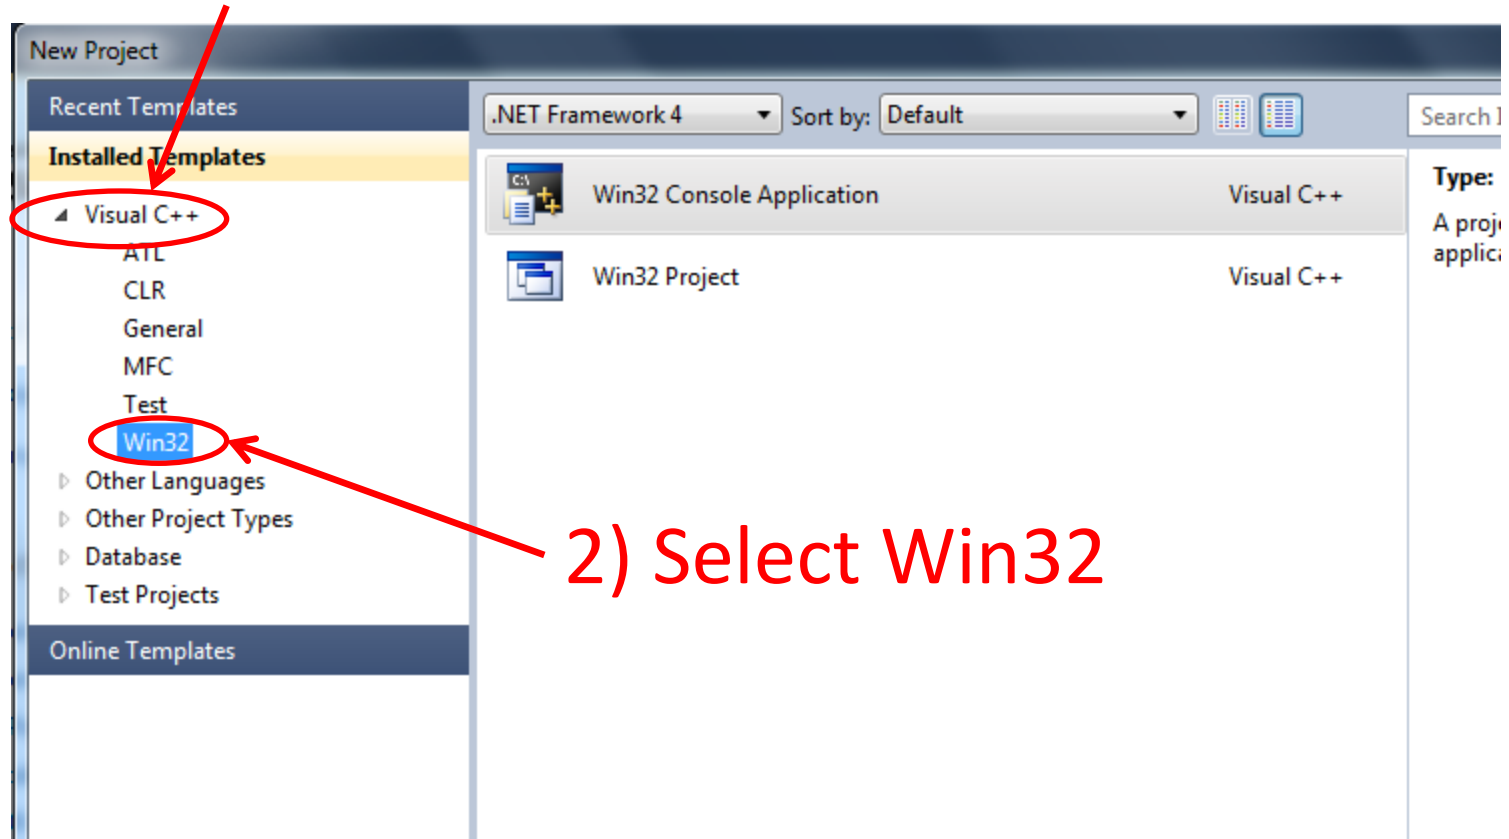 New Project
Recent Templates
.NET Framework 4
Sort by:
Default
Search
Installed Templates
Visual C++
ATL
CLR
General
MFC
Test
Win32
Other Languages
Other Project Types
Database
Test Projects
Online Templates
C:\
Win32 Console Application
Visual C++
Win32 Project
Visual C++
Type:
A proj
applica
2) Select Win32